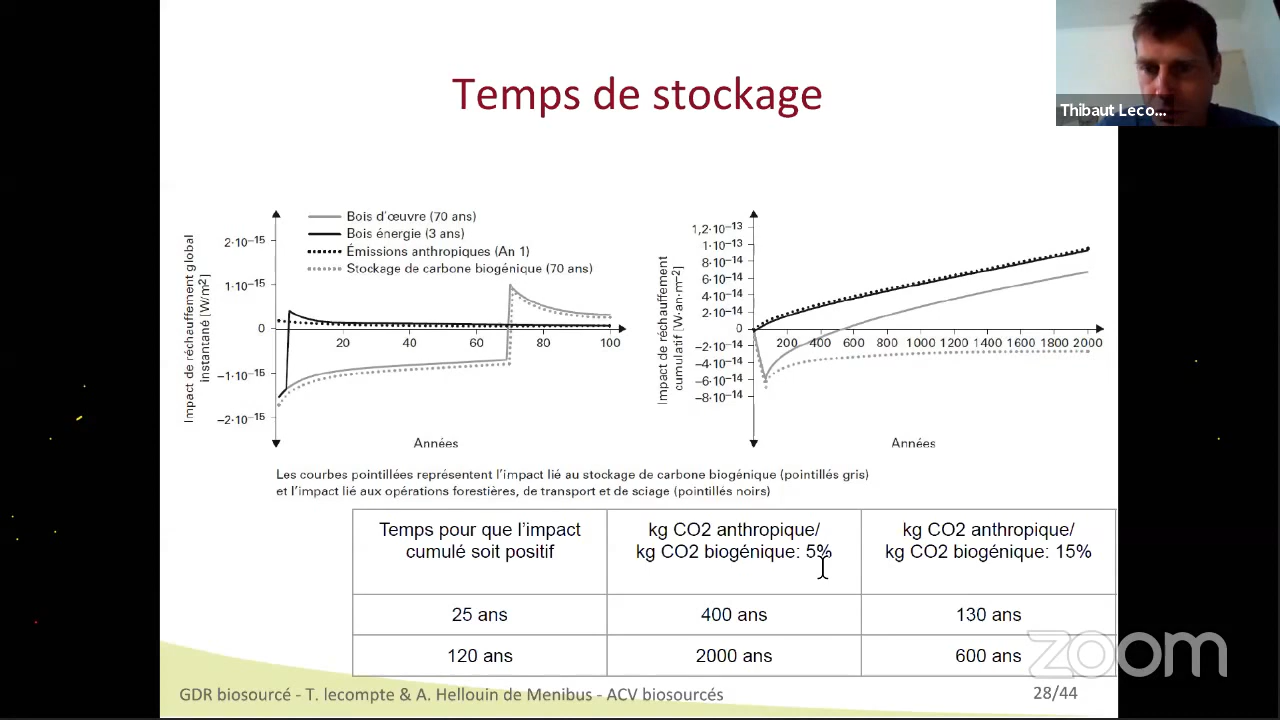 Temps de stockage
Thibaut Leco...
Bois d'œuvre (70 ans)
Bois énergie (3 ans)
Émissions anthropiques (An 1)
Stockage de carbone biogénique (70 ans)
Impact de réchauffement global
instantané [W/m²]
2·10⁻¹⁵
1·10⁻¹⁵
0
−1·10⁻¹⁵
−2·10⁻¹⁵
20 40 60 80 100
Années
Impact de réchauffement
cumulatif [W·an·m⁻²]
1,2·10⁻¹³
1·10⁻¹³
8·10⁻¹⁴
6·10⁻¹⁴
4·10⁻¹⁴
2·10⁻¹⁴
0
−2·10⁻¹⁴
−4·10⁻¹⁴
−6·10⁻¹⁴
−8·10⁻¹⁴
200 400 600 800 1000 1200 1400 1 600 1800 2000
Années
Les courbes pointillées représentent l'impact lié au stockage de carbone biogénique (pointillés gris)
et l'impact lié aux opérations forestières, de transport et de sciage (pointillés noirs)
Temps pour que l'impact
cumulé soit positif
kg CO2 anthropique/
kg CO2 biogénique: 5%
kg CO2 anthropique/
kg CO2 biogénique: 15%
25 ans 400 ans 130 ans
120 ans 2000 ans 600 ans
zoom
GDR biosourcé - T. lecompte & A. Hellouin de Menibus - ACV biosourcés
28/44